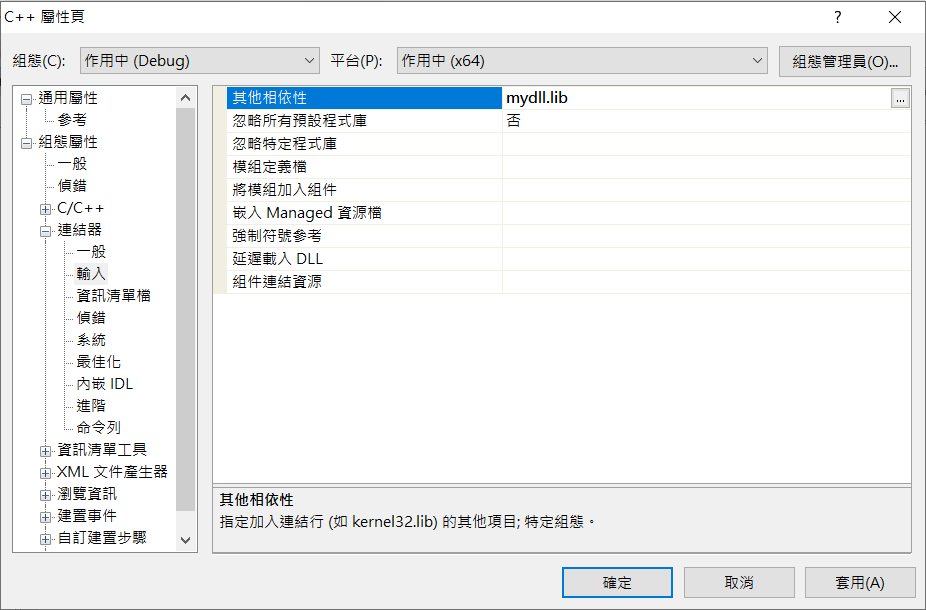 C++ 屬性頁
?
組態(C):
作用中 (Debug)
平台(P):
作用中 (x64)
組態管理員(O)...
通用屬性
參考
組態屬性
一般
偵錯
C/C++
連結器
一般
輸入
資訊清單檔
偵錯
系統
最佳化
內嵌 IDL
進階
命令列
資訊清單工具
XML 文件產生器
瀏覽資訊
建置事件
自訂建置步驟
其他相依性 mydll.lib
...
忽略所有預設程式庫 否
忽略特定程式庫
模組定義檔
將模組加入組件
嵌入 Managed 資源檔
強制符號參考
延遲載入 DLL
組件連結資源
其他相依性
指定加入連結行 (如 kernel32.lib) 的其他項目; 特定組態。
確定
取消
套用(A)